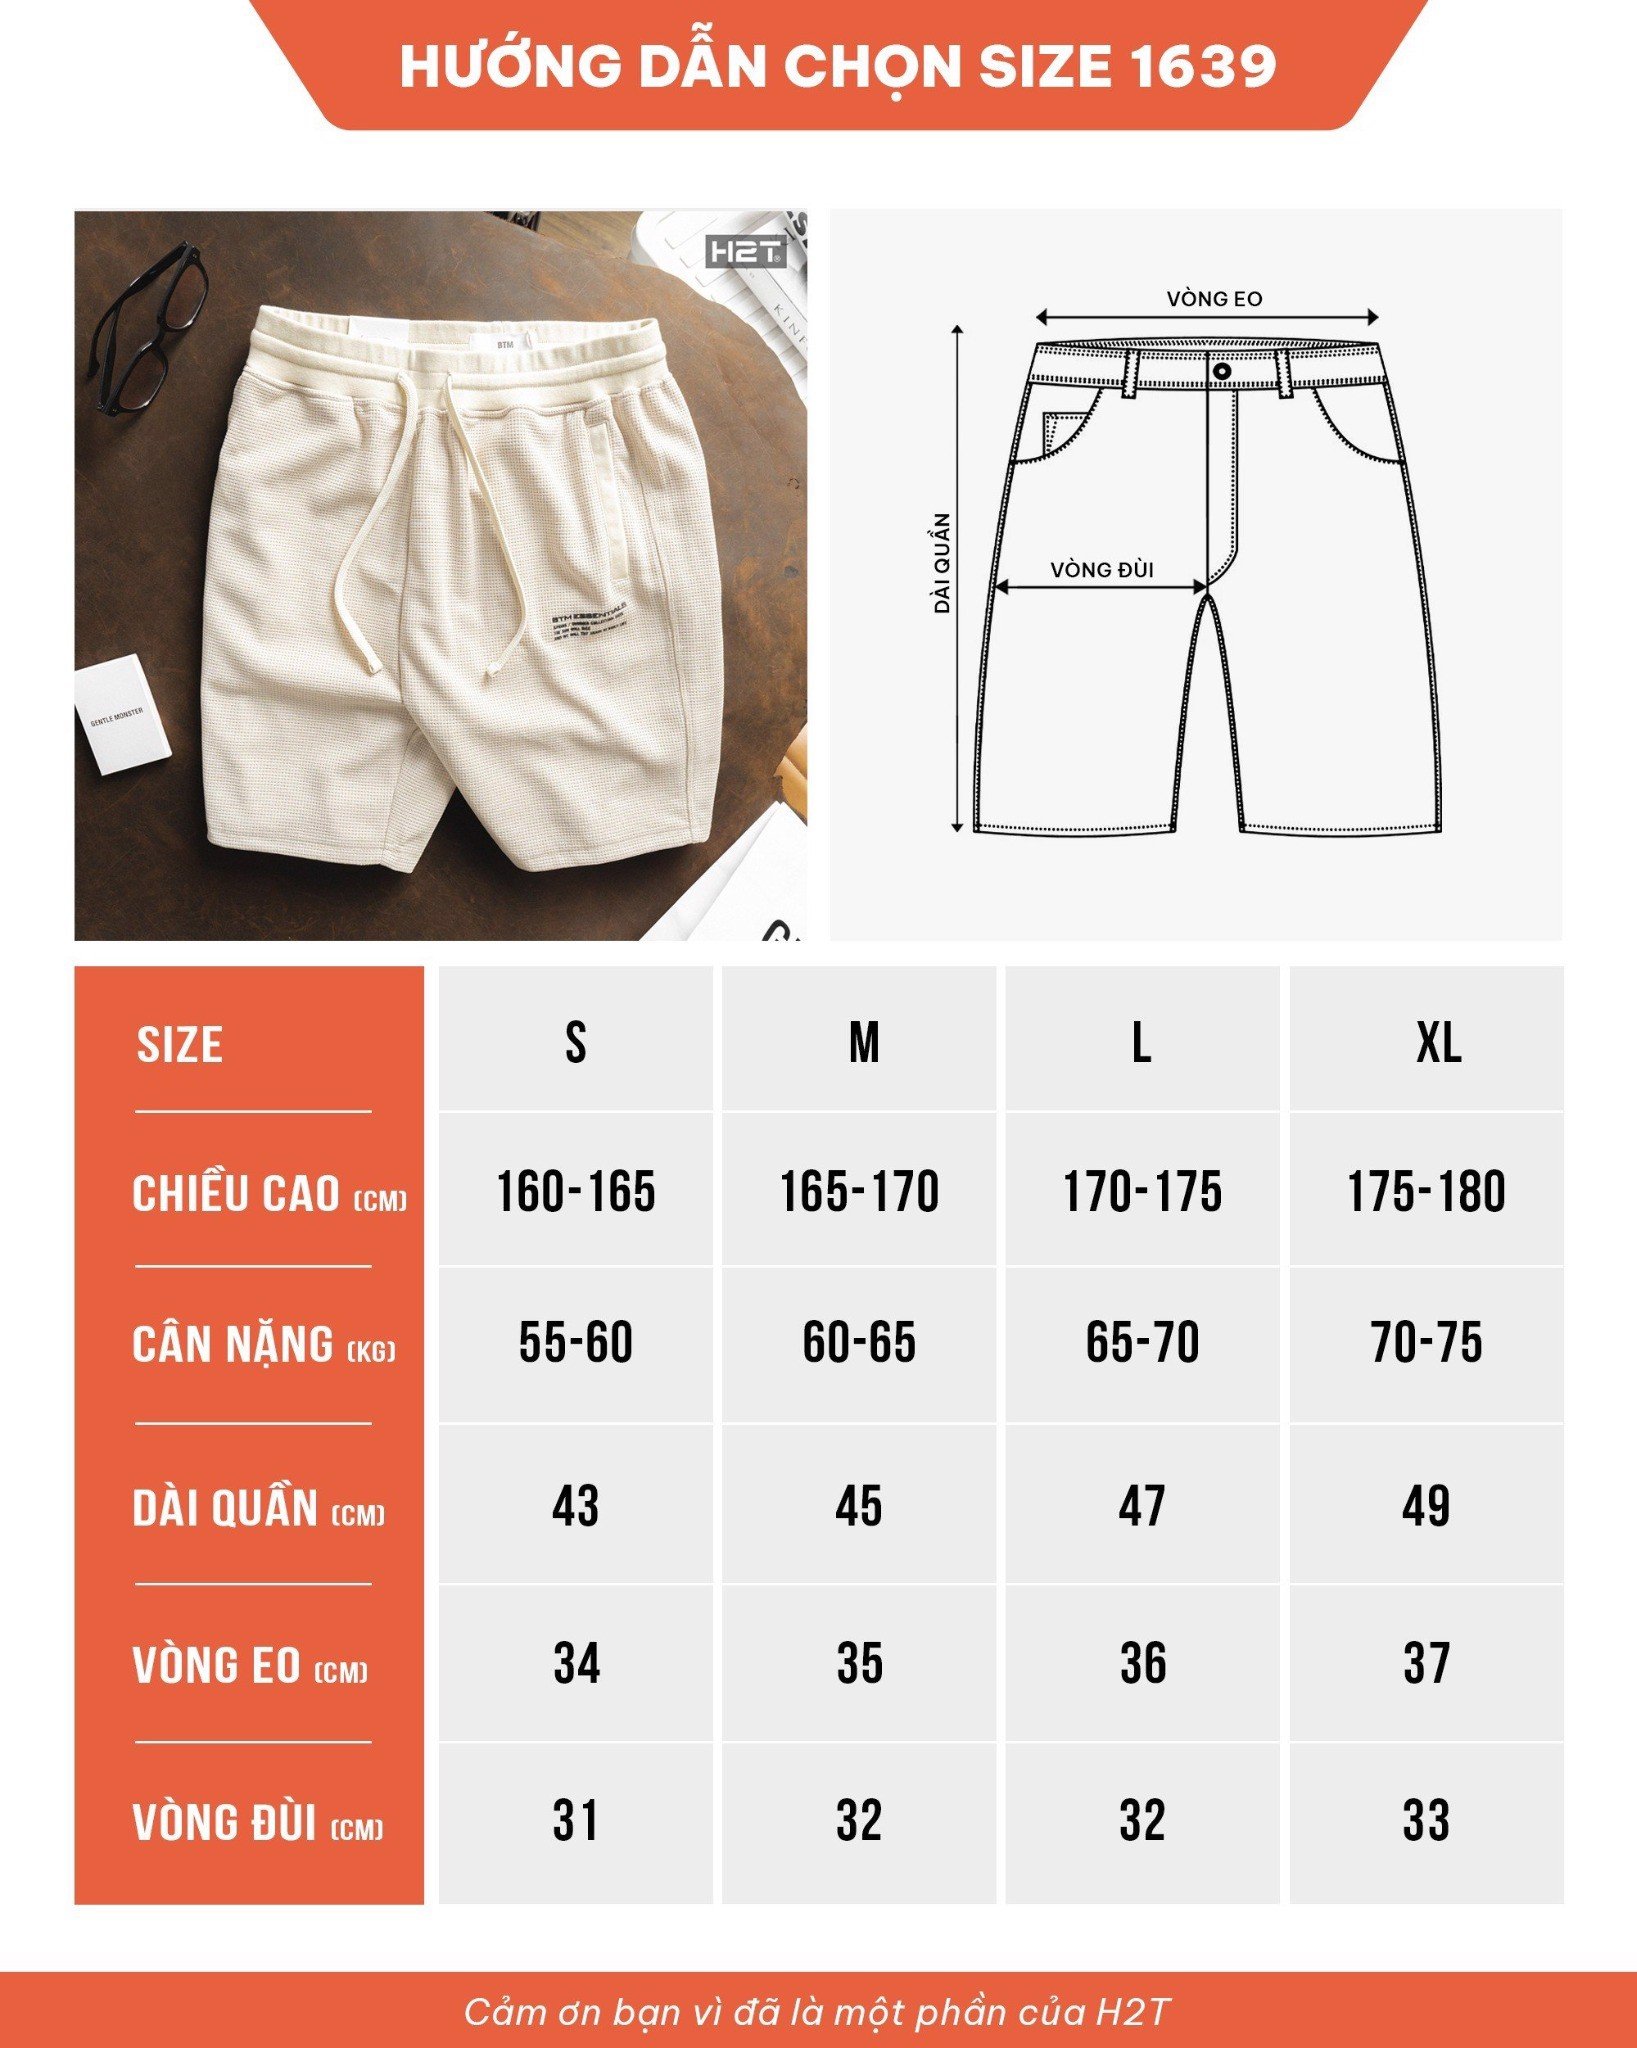 HƯỚNG DẪN CHỌN SIZE 1639
H2T
BTM
BTM ESSENTIALS
GENTLE MONSTER
KINF
VÒNG EO
DÀI QUẦN
VÒNG ĐÙI
SIZE S M L XL
CHIỀU CAO (CM) 160-165 165-170 170-175 175-180
CÂN NẶNG (KG) 55-60 60-65 65-70 70-75
DÀI QUẦN (CM) 43 45 47 49
VÒNG EO (CM) 34 35 36 37
VÒNG ĐÙI (CM) 31 32 32 33
Cảm ơn bạn vì đã là một phần của H2T